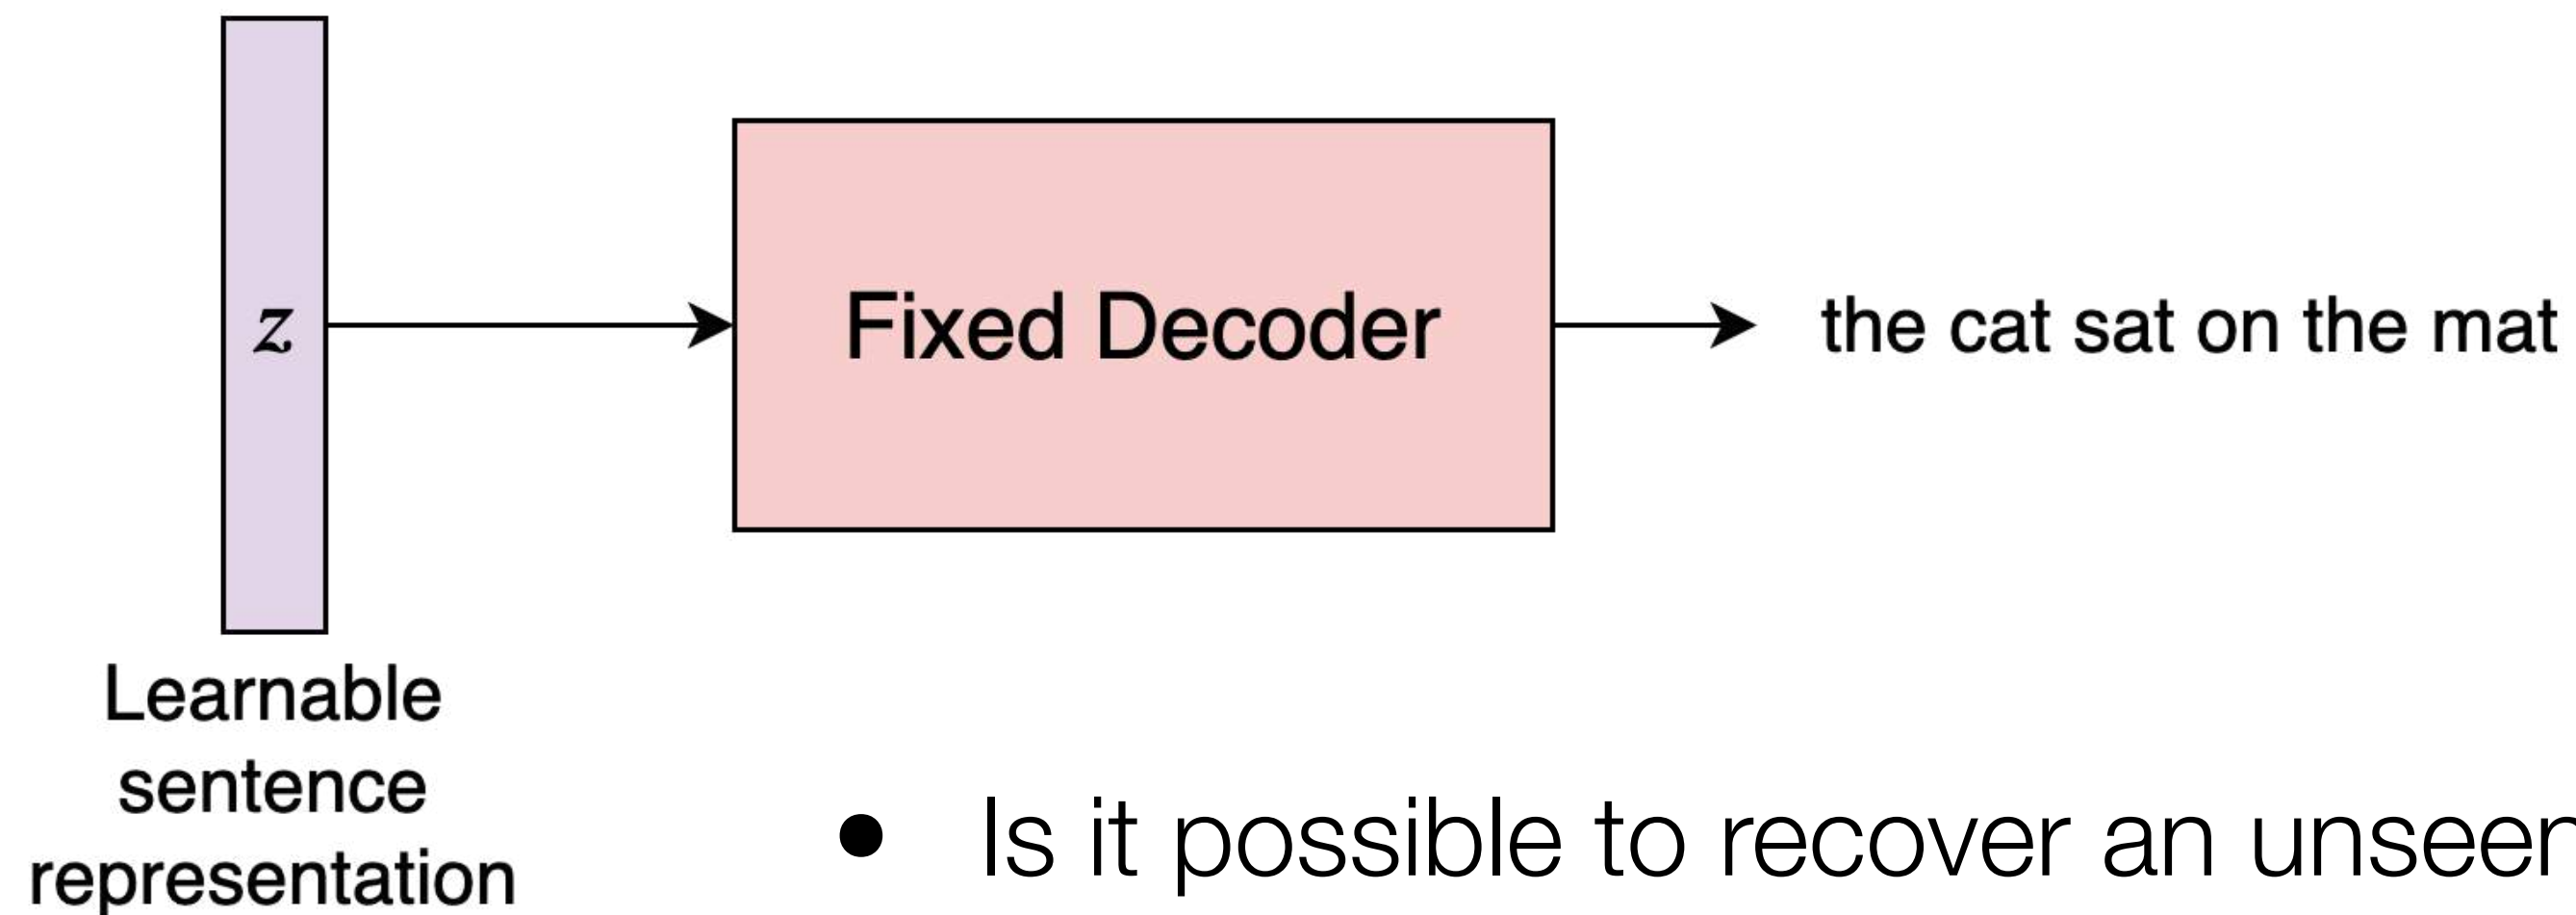 z
Fixed Decoder
the cat sat on the mat
Learnable
sentence
representation
• Is it possible to recover an unseen